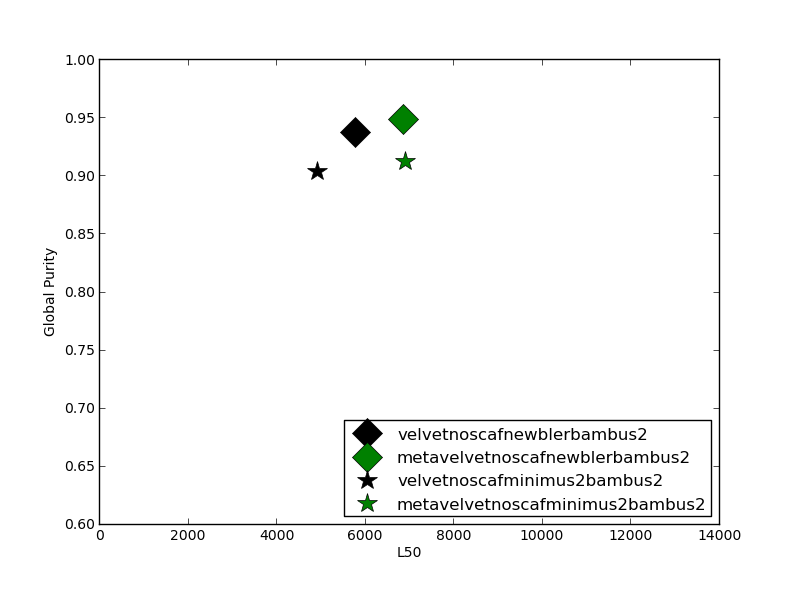 1.00
0.95
0.90
0.85
0.80
0.75
0.70
0.65
0.60
Global Purity
0 2000 4000 6000 8000 10000 12000 14000
L50
velvetnoscafnewblerbambus2
metavelvetnoscafnewblerbambus2
velvetnoscafminimus2bambus2
metavelvetnoscafminimus2bambus2